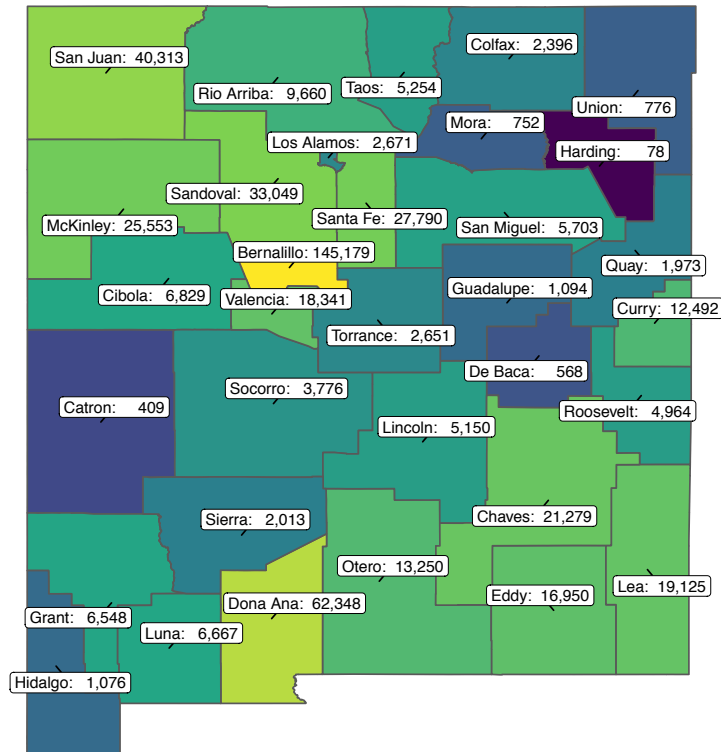 Colfax: 2,396
San Juan: 40,313
Taos: 5,254
Rio Arriba: 9,660
Union: 776
Mora: 752
Los Alamos: 2,671
Harding: 78
Sandoval: 33,049
Santa Fe: 27,790
McKinley: 25,553
San Miguel: 5,703
Bernalillo: 145,179
Quay: 1,973
Guadalupe: 1,094
Cibola: 6,829
Valencia: 18,341
Curry: 12,492
Torrance: 2,651
De Baca: 568
Socorro: 3,776
Catron: 409
Roosevelt: 4,964
Lincoln: 5,150
Chaves: 21,279
Sierra: 2,013
Otero: 13,250
Lea: 19,125
Eddy: 16,950
Dona Ana: 62,348
Grant: 6,548
Luna: 6,667
Hidalgo: 1,076